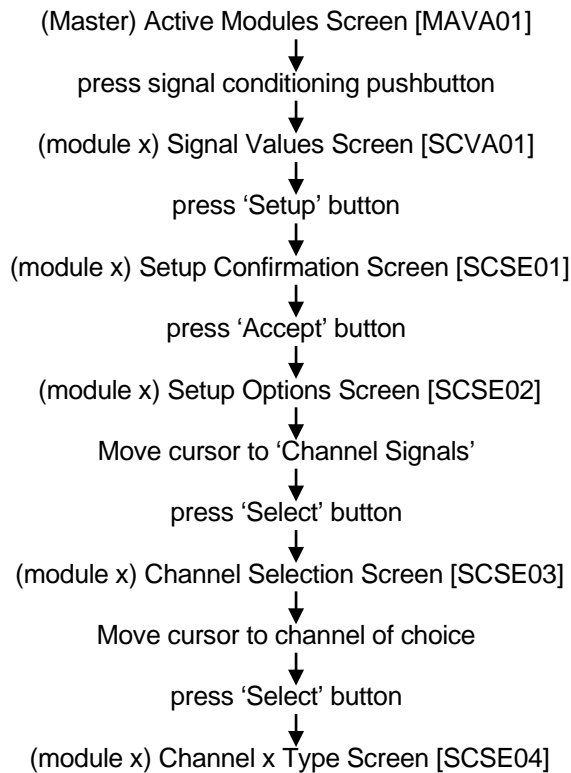 (Master) Active Modules Screen [MAVA01]
press signal conditioning pushbutton
(module x) Signal Values Screen [SCVA01]
press ‘Setup’ button
(module x) Setup Confirmation Screen [SCSE01]
press ‘Accept’ button
(module x) Setup Options Screen [SCSE02]
Move cursor to ‘Channel Signals’
press ‘Select’ button
(module x) Channel Selection Screen [SCSE03]
Move cursor to channel of choice
press ‘Select’ button
(module x) Channel x Type Screen [SCSE04]